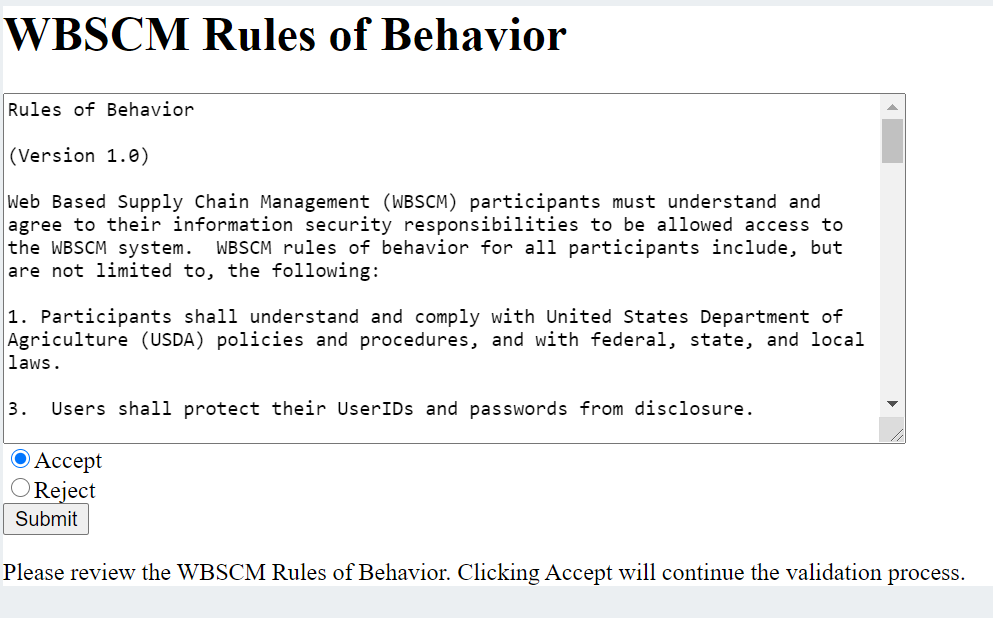 WBSCM Rules of Behavior
Rules of Behavior
(Version 1.0)
Web Based Supply Chain Management (WBSCM) participants must understand and
agree to their information security responsibilities to be allowed access to
the WBSCM system.  WBSCM rules of behavior for all participants include, but
are not limited to, the following:
1. Participants shall understand and comply with United States Department of
Agriculture (USDA) policies and procedures, and with federal, state, and local
laws.
3.  Users shall protect their UserIDs and passwords from disclosure.
Accept
Reject
Submit
Please review the WBSCM Rules of Behavior. Clicking Accept will continue the validation process.